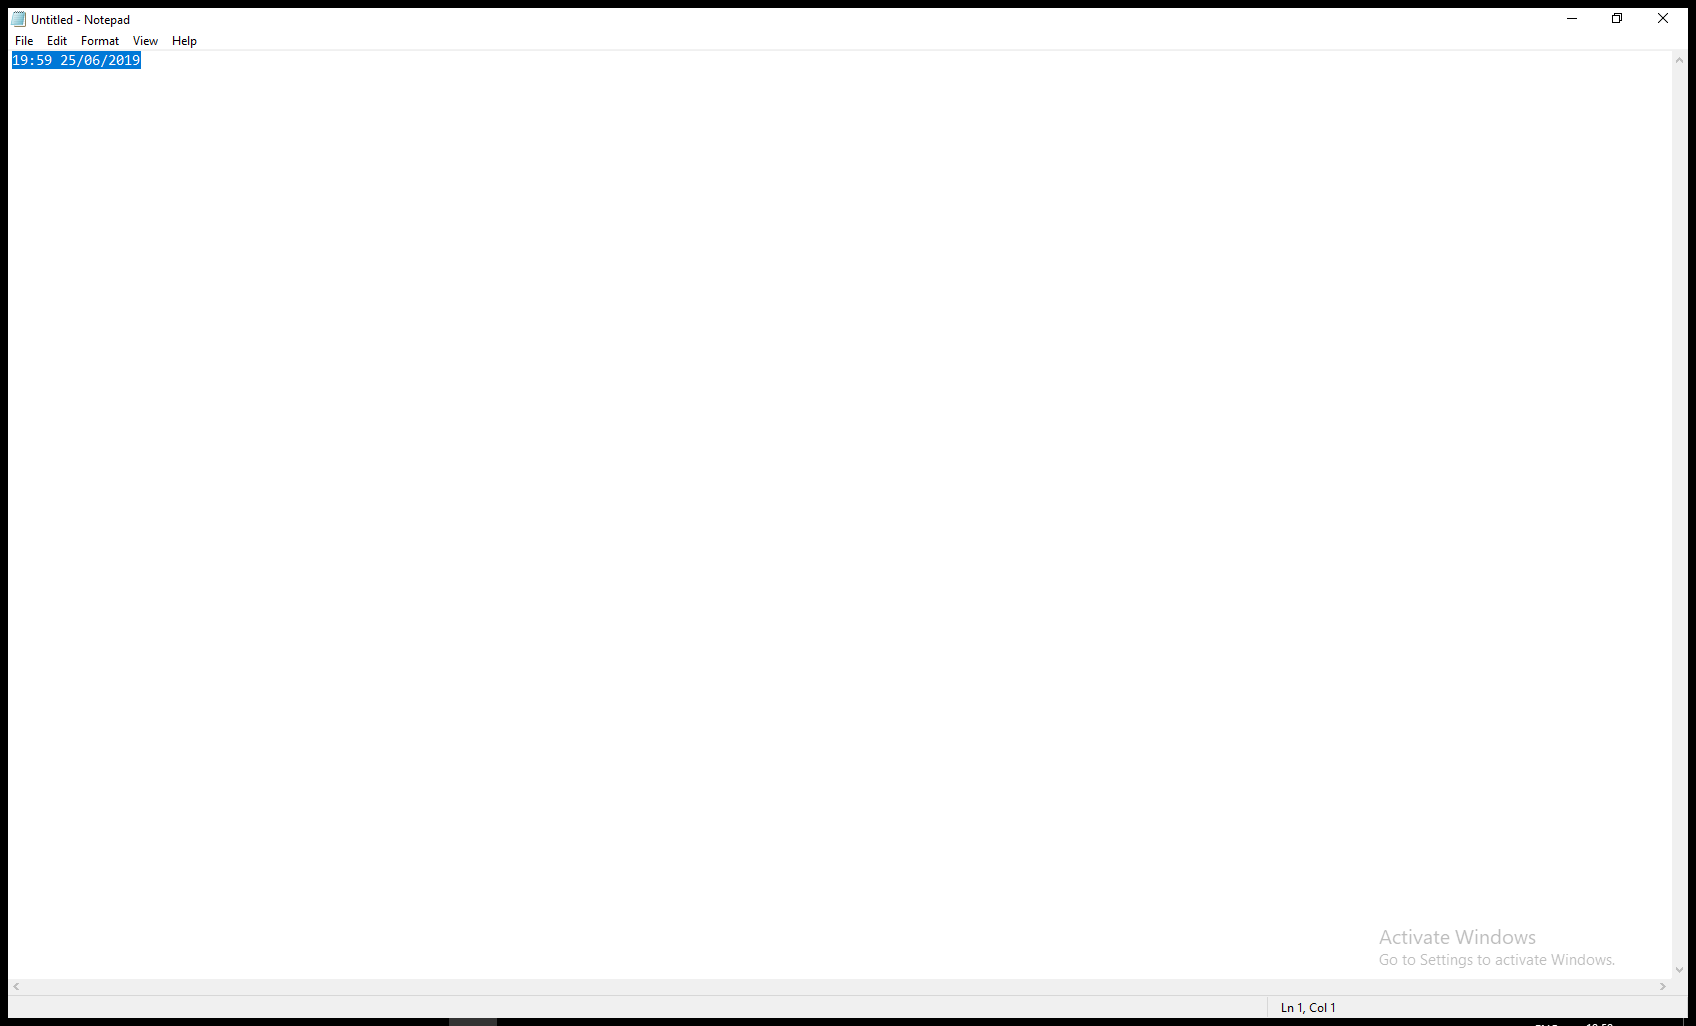 Untitled - Notepad
File Edit Format View Help
19:59 25/06/2019
Activate Windows
Go to Settings to activate Windows.
Ln 1, Col 1